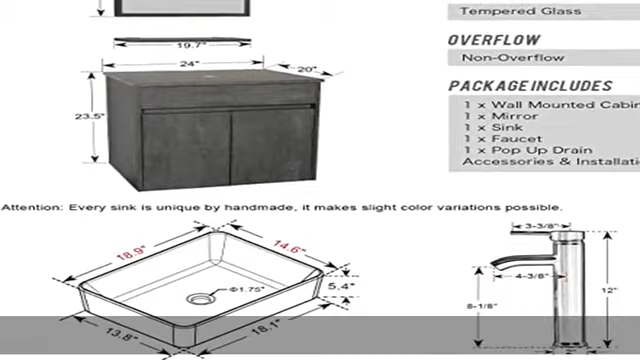 Tempered Glass
19.7"
OVERFLOW
24"
20"
Non-Overflow
PACKAGE INCLUDES
23.5"
1 x Wall Mounted Cabin
1 x Mirror
1 x Sink
1 x Faucet
1 x Pop Up Drain
Accessories & Installati
Attention: Every sink is unique by handmade, it makes slight color variations possible.
3-3/8"
18.9"
14.6"
4-3/8"
Φ1.75"
5.4"
12"
8-1/8"
13.8"
18.1"